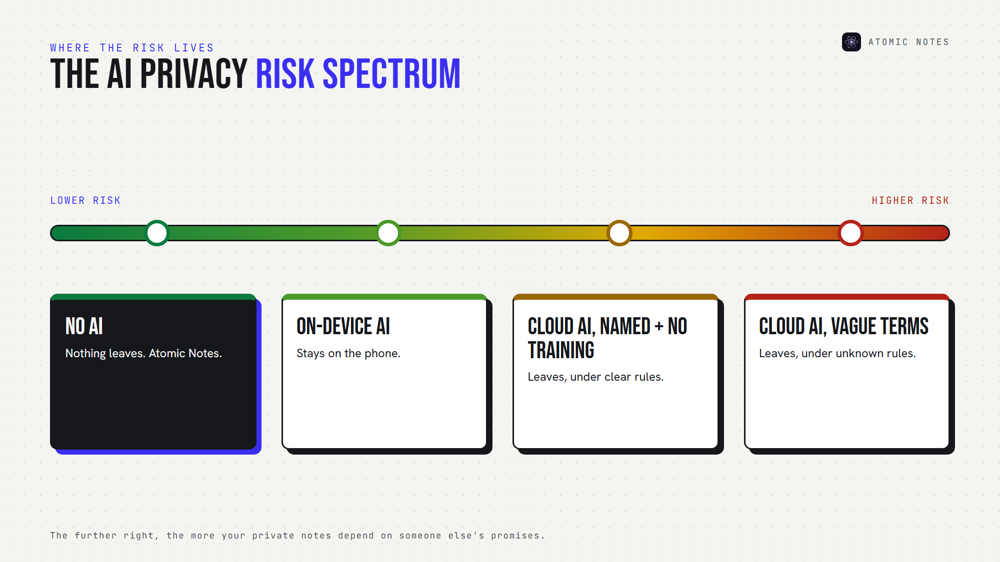 WHERE THE RISK LIVES
ATOMIC NOTES
THE AI PRIVACY RISK SPECTRUM
LOWER RISK
HIGHER RISK
NO AI
Nothing leaves. Atomic Notes.
ON-DEVICE AI
Stays on the phone.
CLOUD AI, NAMED + NO
TRAINING
Leaves, under clear rules.
CLOUD AI, VAGUE TERMS
Leaves, under unknown rules.
The further right, the more your private notes depend on someone else's promises.